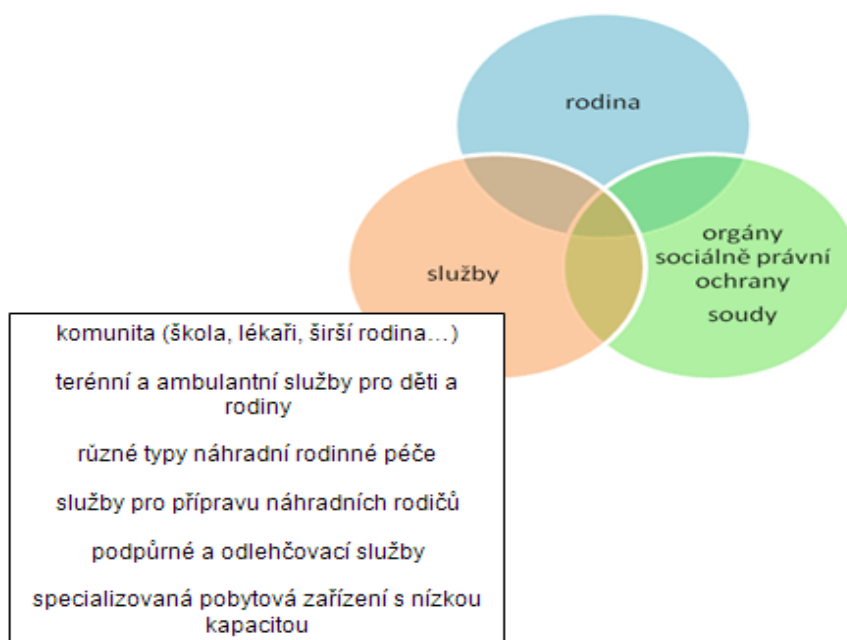 rodina
služby
orgány
sociálně právní
ochrany
soudy
komunita (škola, lékaři, širší rodina…)
terénní a ambulantní služby pro děti a
rodiny
různé typy náhradní rodinné péče
služby pro přípravu náhradních rodičů
podpůrné a odlehčovací služby
specializovaná pobytová zařízení s nízkou
kapacitou